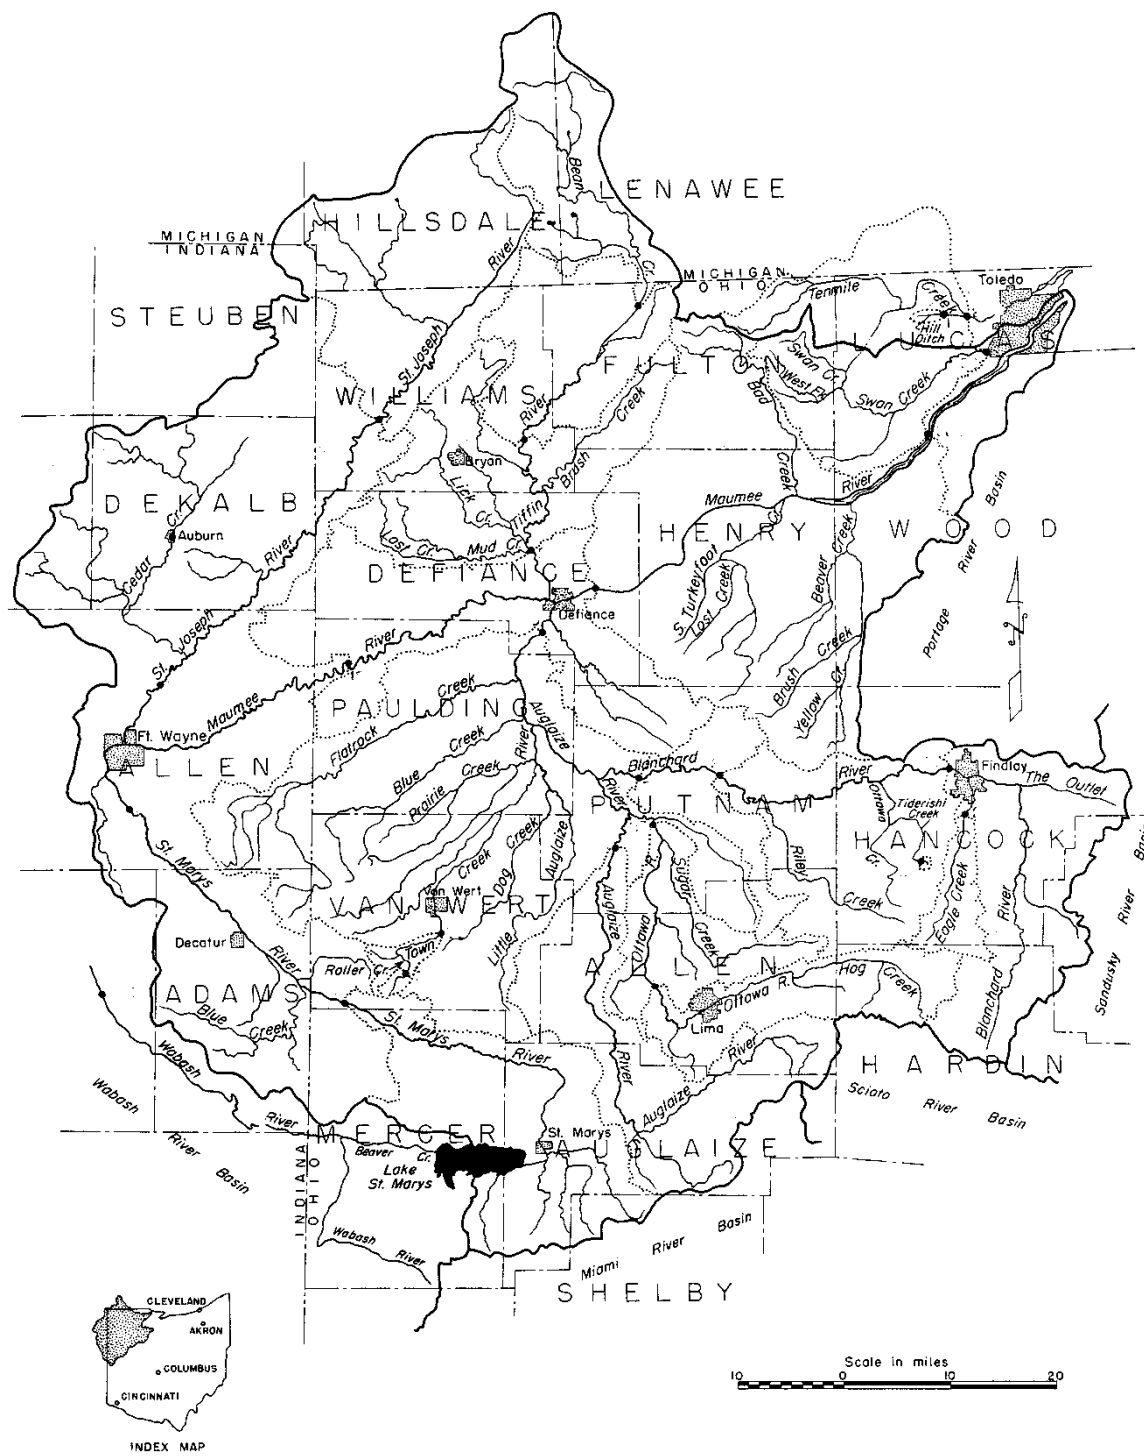 LENAWEE
Bean
Cr.
HILLSDALE
MICHIGAN
INDIANA
River
MICHIGAN
OHIO
Toledo
Tenmile
Creek
Hill
Ditch
STEUBEN
LUCAS
St. Joseph
FULTON
Swan Cr.
West Fk.
Swan Creek
Bad
Creek
WILLIAMS
River
Creek
Brush
Bryan
Lick
Cr.
Tiffin
DEKALB
Auburn
Cedar
Cr.
River
Maumee
River
HENRY
WOOD
Cr.
Lost Cr.
Mud Cr.
DEFIANCE
Defiance
S. Turkeyfoot
Lost Creek
Beaver
Creek
Portage
River
Basin
St. Joseph
Maumee
River
Brush
Creek
Yellow Cr.
Ft. Wayne
ALLEN
PAULDING
Flatrock
Creek
Blue
Creek
Prairie
Creek
River
Auglaize
Blanchard
River
Findlay
The Outlet
PUTNAM
River
Ottawa
Cr.
Tiderishi
Creek
HANCOCK
St. Marys
River
Creek
Creek
Dog
Auglaize
Little
Van Wert
VAN WERT
Town
Roller Cr.
Auglaize
R.
Ottawa
Sugar
Creek
Riley
Creek
Eagle Creek
River
Blanchard
Basin
River
Sandusky
Decatur
ADAMS
Blue
Creek
St. Marys
River
ALLEN
Ottawa R.
Lima
Hog
Creek
HARDIN
Scioto River Basin
River
Auglaize
River
Wabash
River
Wabash
River
Basin
MERCER
Beaver
Cr.
Lake
St. Marys
St. Marys
AUGLAIZE
INDIANA
OHIO
Wabash
River
Miami River Basin
SHELBY
CLEVELAND
AKRON
COLUMBUS
CINCINNATI
INDEX MAP
Scale in miles
10 0 10 20